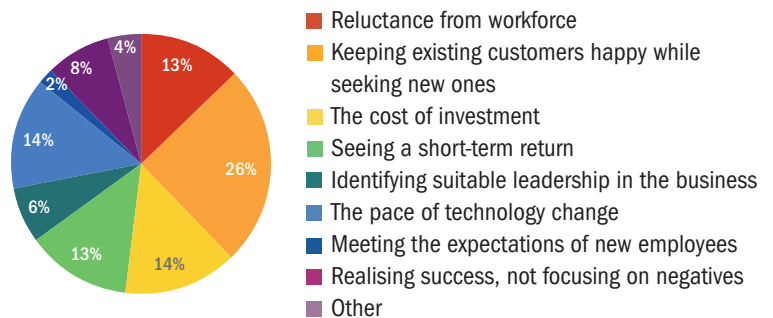 4%
13%
8%
2%
14%
26%
6%
13%
14%
Reluctance from workforce
Keeping existing customers happy while
seeking new ones
The cost of investment
Seeing a short-term return
Identifying suitable leadership in the business
The pace of technology change
Meeting the expectations of new employees
Realising success, not focusing on negatives
Other